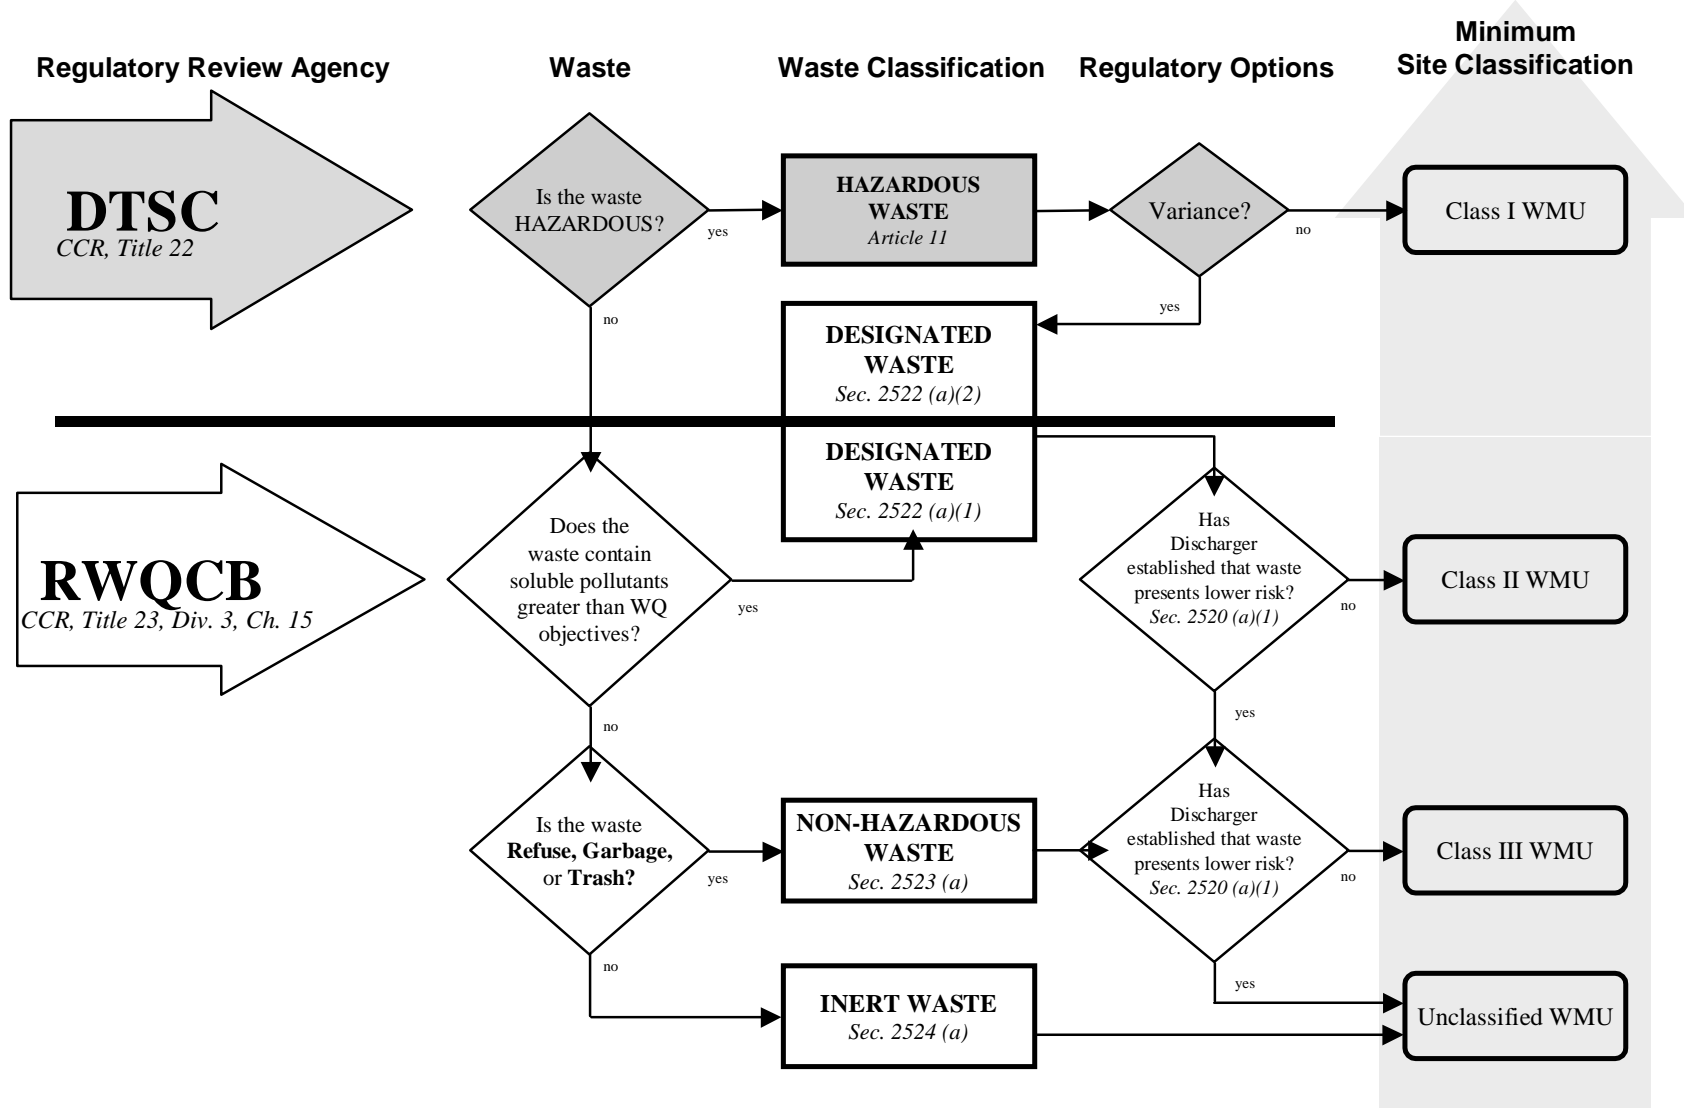 Minimum
Regulatory Review Agency
Waste
Waste Classification
Regulatory Options
Site Classification
DTSC
CCR, Title 22
Is the waste
HAZARDOUS?
yes
no
HAZARDOUS
WASTE
Article 11
Variance?
no
yes
Class I WMU
DESIGNATED
WASTE
Sec. 2522 (a)(2)
DESIGNATED
WASTE
Sec. 2522 (a)(1)
RWQCB
CCR, Title 23, Div. 3, Ch. 15
Does the
waste contain
soluble pollutants
greater than WQ
objectives?
yes
no
Has
Discharger
established that waste
presents lower risk?
Sec. 2520 (a)(1)
no
yes
Class II WMU
Is the waste
Refuse, Garbage,
or Trash?
yes
no
NON-HAZARDOUS
WASTE
Sec. 2523 (a)
Has
Discharger
established that waste
presents lower risk?
Sec. 2520 (a)(1)
no
yes
Class III WMU
INERT WASTE
Sec. 2524 (a)
Unclassified WMU